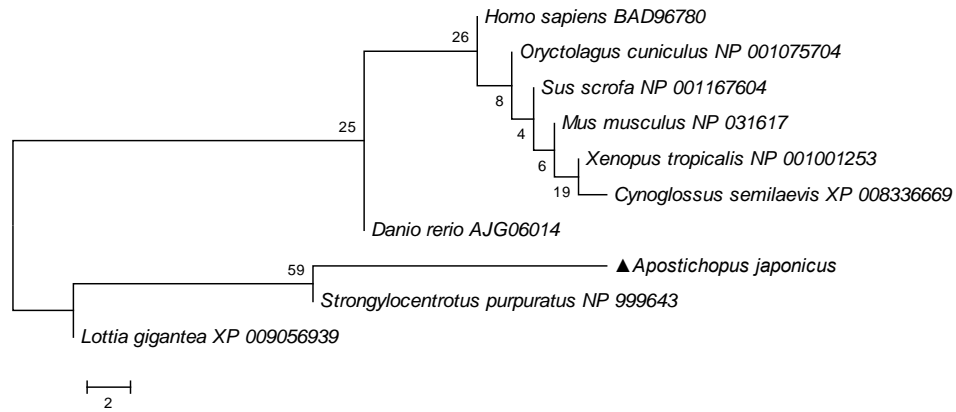 Homo sapiens BAD96780
26
Oryctolagus cuniculus NP 001075704
Sus scrofa NP 001167604
8
Mus musculus NP 031617
25
4
Xenopus tropicalis NP 001001253
6
19
Cynoglossus semilaevis XP 008336669
Danio rerio AJG06014
59
▲Apostichopus japonicus
Strongylocentrotus purpuratus NP 999643
Lottia gigantea XP 009056939
2